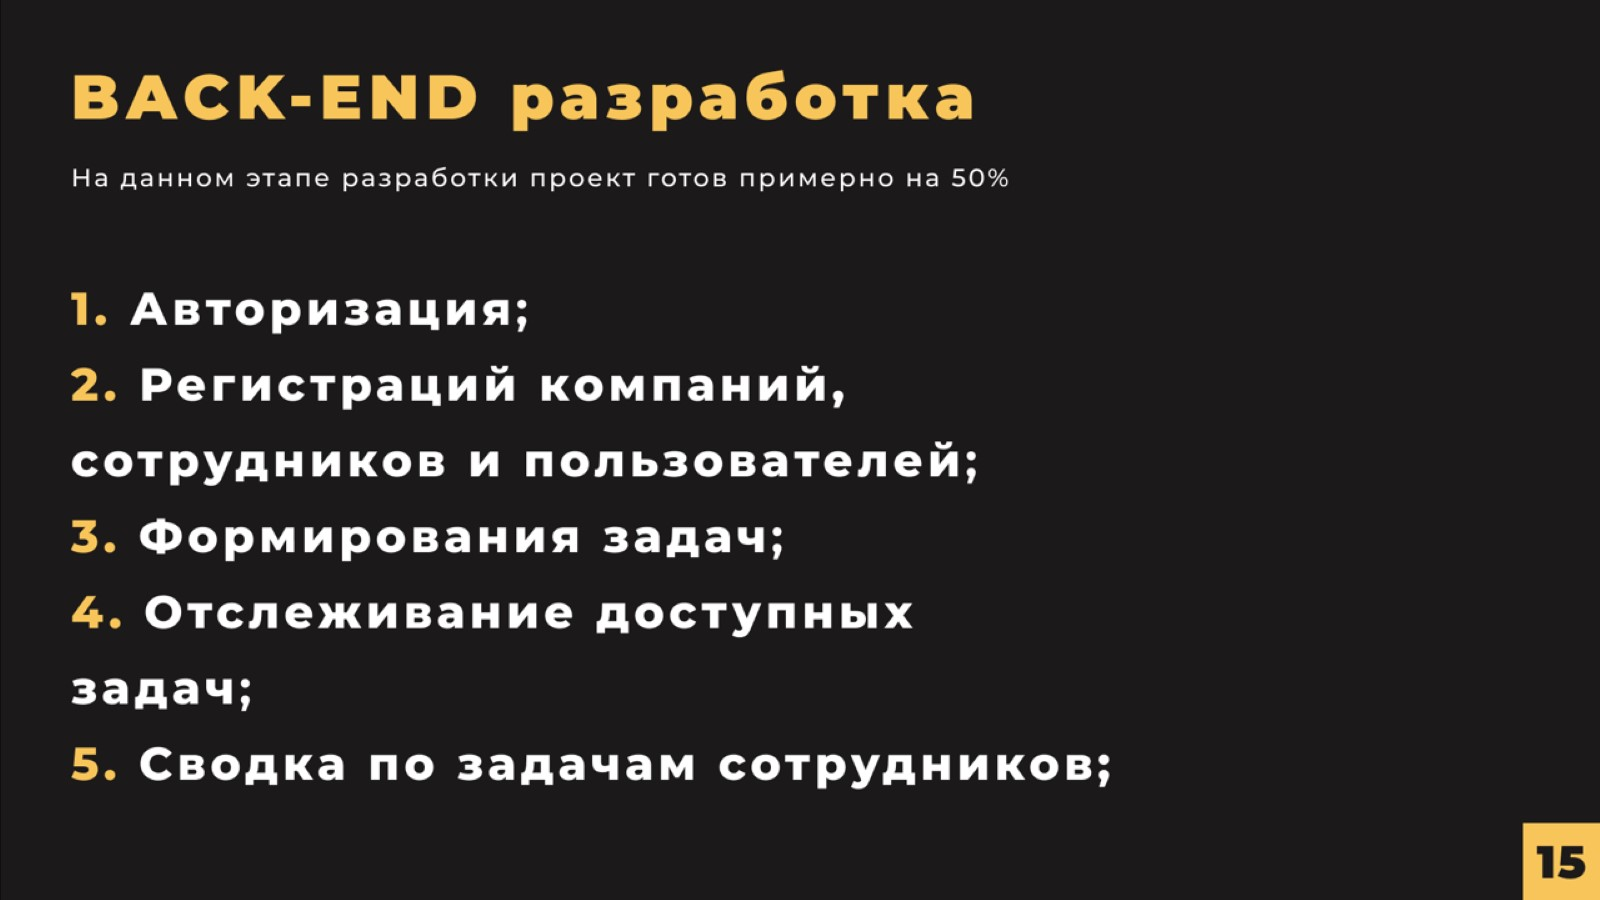 BACK-END разработка
На данном этапе разработки проект готов примерно на 50%
1. Авторизация;
2. Регистраций компаний,
сотрудников и пользователей;
3. Формирования задач;
4. Отслеживание доступных
задач;
5. Сводка по задачам сотрудников;
15